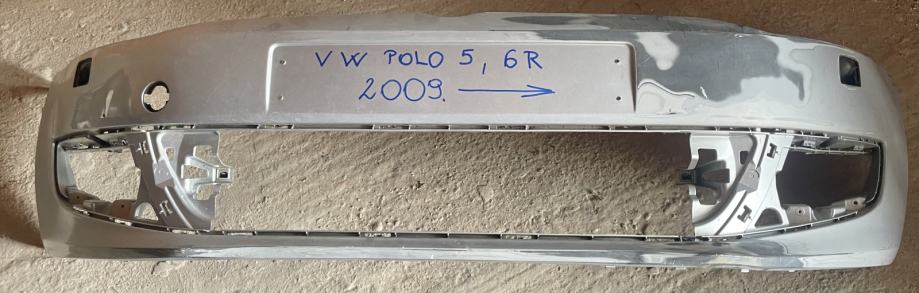 VW POLO 5, 6R
2009. →